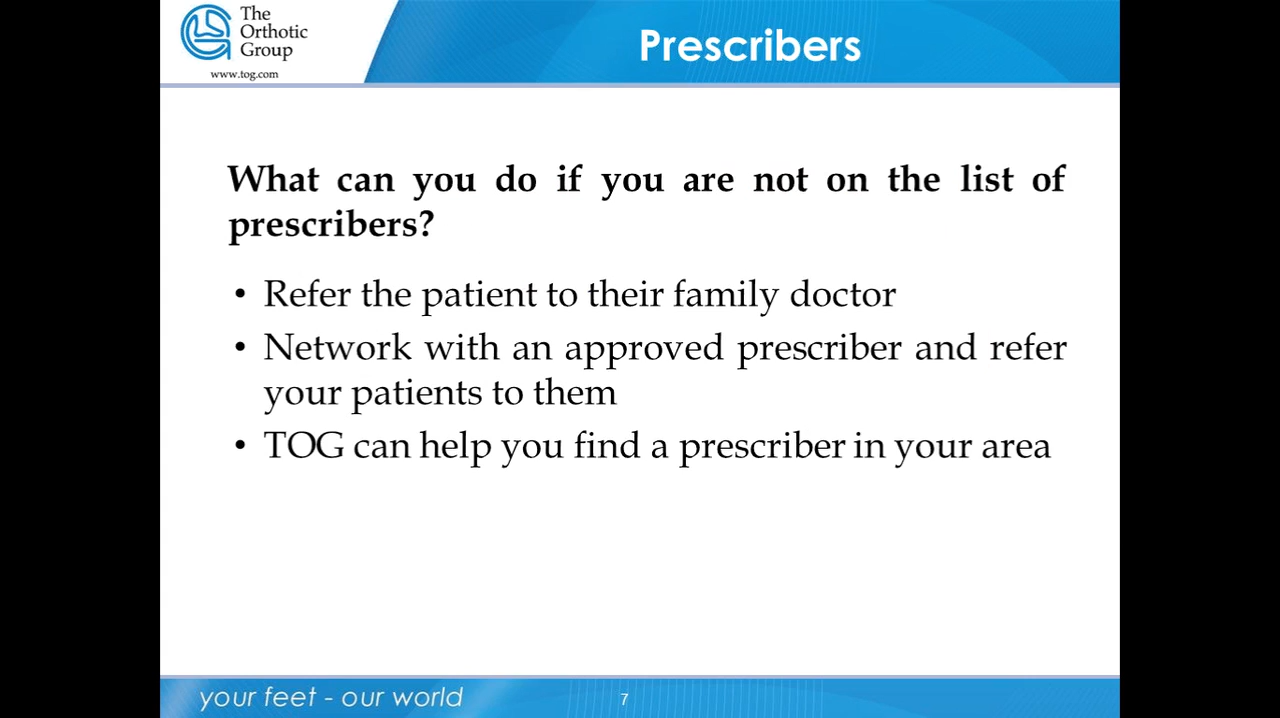 The
Orthotic
Group
www.tog.com
Prescribers
What can you do if you are not on the list of
prescribers?
• Refer the patient to their family doctor
• Network with an approved prescriber and refer
your patients to them
• TOG can help you find a prescriber in your area
your feet - our world
7